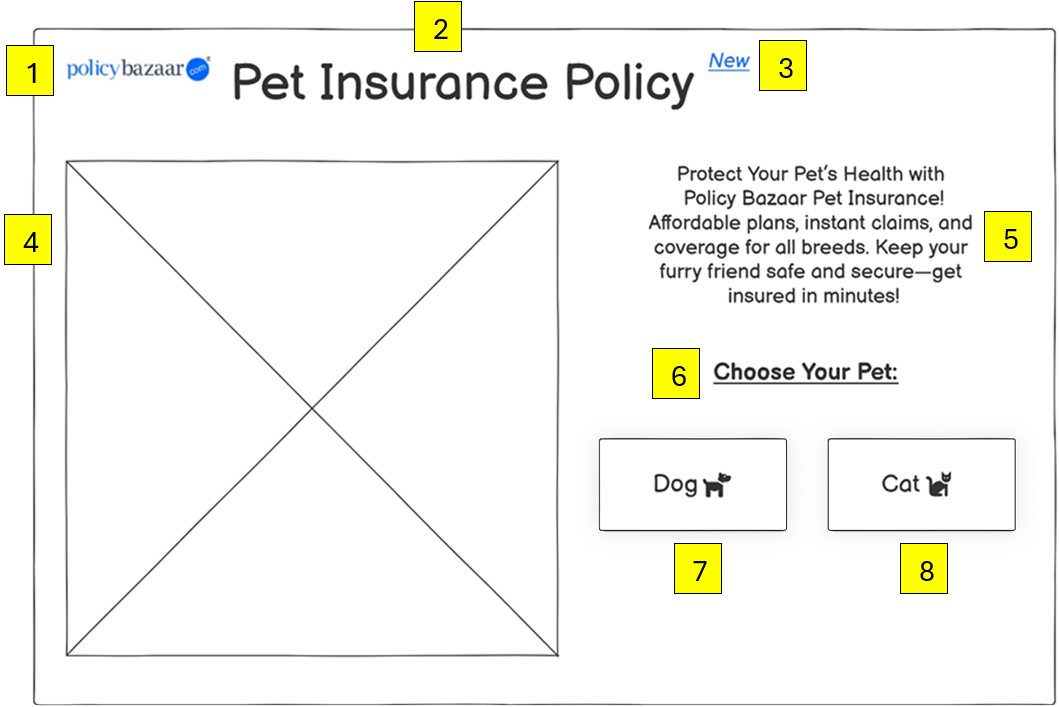 2
1
policybazaar.com
Pet Insurance Policy
New
3
Protect Your Pet's Health with
Policy Bazaar Pet Insurance!
Affordable plans, instant claims, and
coverage for all breeds. Keep your
furry friend safe and secure—get
insured in minutes!
4
5
6
Choose Your Pet:
Dog
Cat
7
8